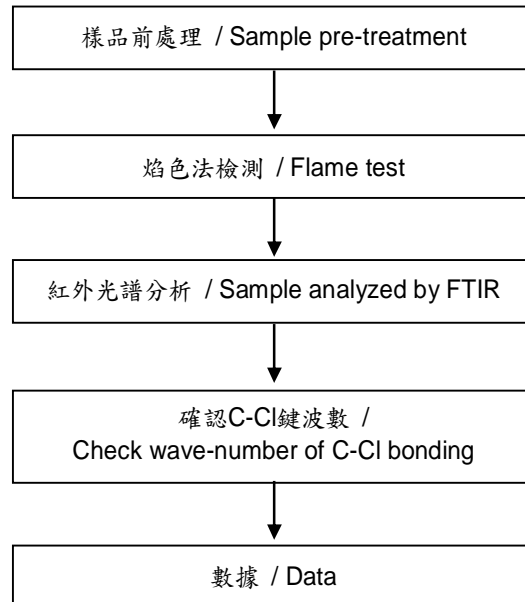 樣品前處理 / Sample pre-treatment
焰色法檢測 / Flame test
紅外光譜分析 / Sample analyzed by FTIR
確認C-Cl鍵波數 /
Check wave-number of C-Cl bonding
數據 / Data